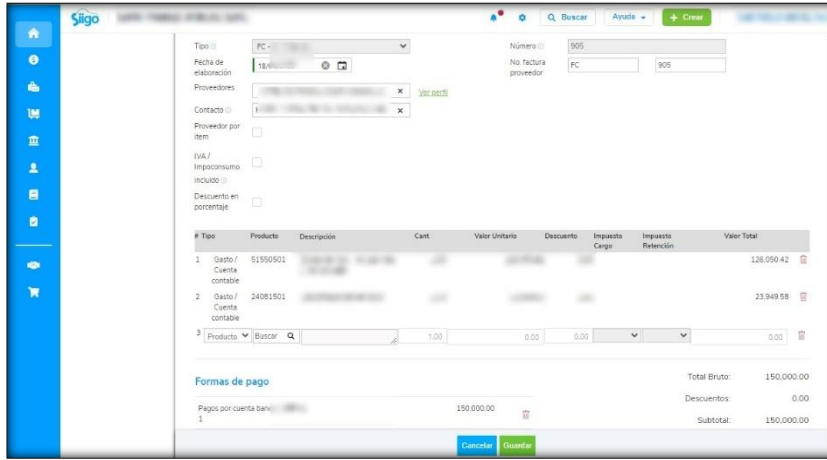 Siigo
Buscar Ayuda + Crear
Tipo FC - Número 905
Fecha de elaboración No. factura proveedor FC 905
Proveedores Ver perfil
Contacto
Proveedor por ítem
IVA / Impoconsumo incluido
Descuento en porcentaje
# Tipo Producto Descripción Cant Valor Unitario Descuento Impuesto Cargo Impuesto Retención Valor Total
1 Gasto / Cuenta contable 51550501 126,050.42
2 Gasto / Cuenta contable 24081501 23,949.58
3 Producto Buscar 1.00 0.00 0.00 0.00
Formas de pago
Total Bruto: 150,000.00
Descuentos: 0.00
Pagos por cuenta 150,000.00
1
Subtotal: 150,000.00
Cancelar Guardar